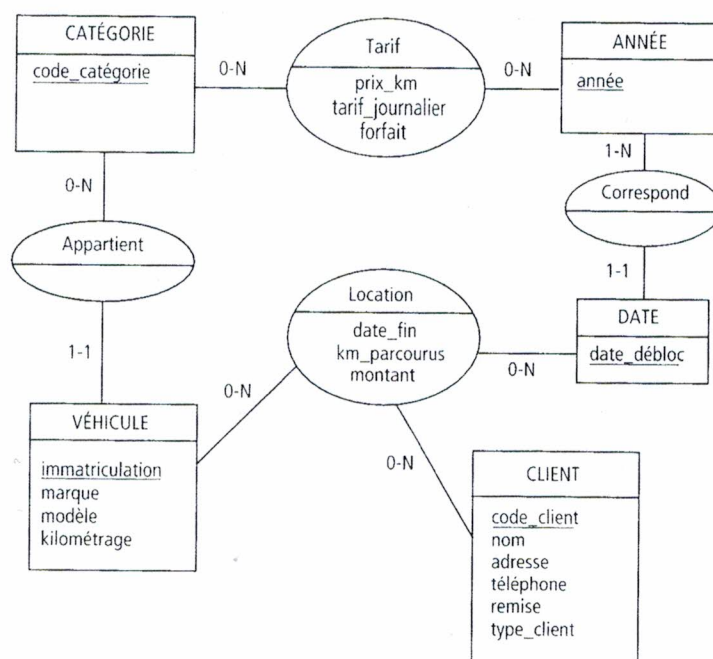 CATÉGORIE
code_catégorie
0-N
Tarif
prix_km
tarif_journalier
forfait
0-N
ANNÉE
année
0-N
1-N
Appartient
Correspond
1-1
1-1
Location
date_fin
km_parcourus
montant
0-N
DATE
date_débloc
0-N
VÉHICULE
immatriculation
marque
modèle
kilométrage
0-N
CLIENT
code_client
nom
adresse
téléphone
remise
type_client